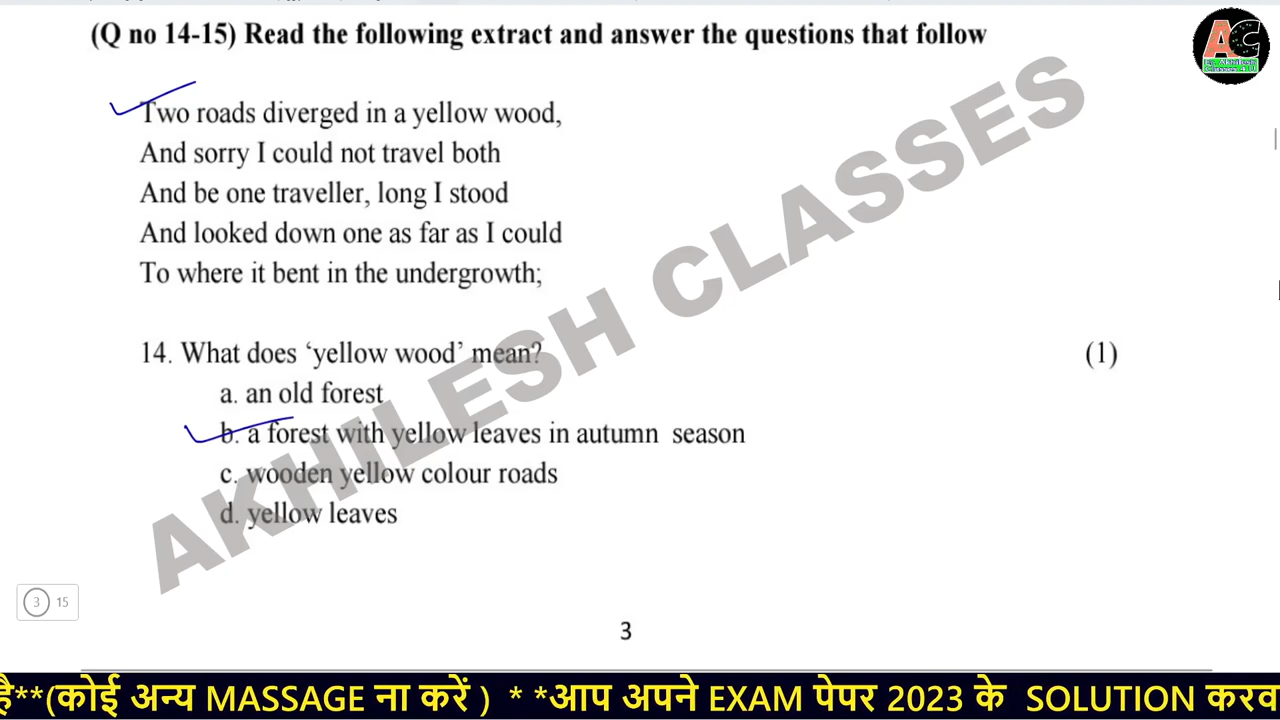 (Q no 14-15) Read the following extract and answer the questions that follow
AC
Er. Akhilesh
Two roads diverged in a yellow wood,
And sorry I could not travel both
And be one traveller, long I stood
And looked down one as far as I could
To where it bent in the undergrowth;
AKHILESH CLASSES
14. What does ‘yellow wood’ mean? (1)
a. an old forest
b. a forest with yellow leaves in autumn season
c. wooden yellow colour roads
d. yellow leaves
3 15
3
है**(कोई अन्य MASSAGE ना करें ) * *आप अपने EXAM पेपर 2023 के SOLUTION करव